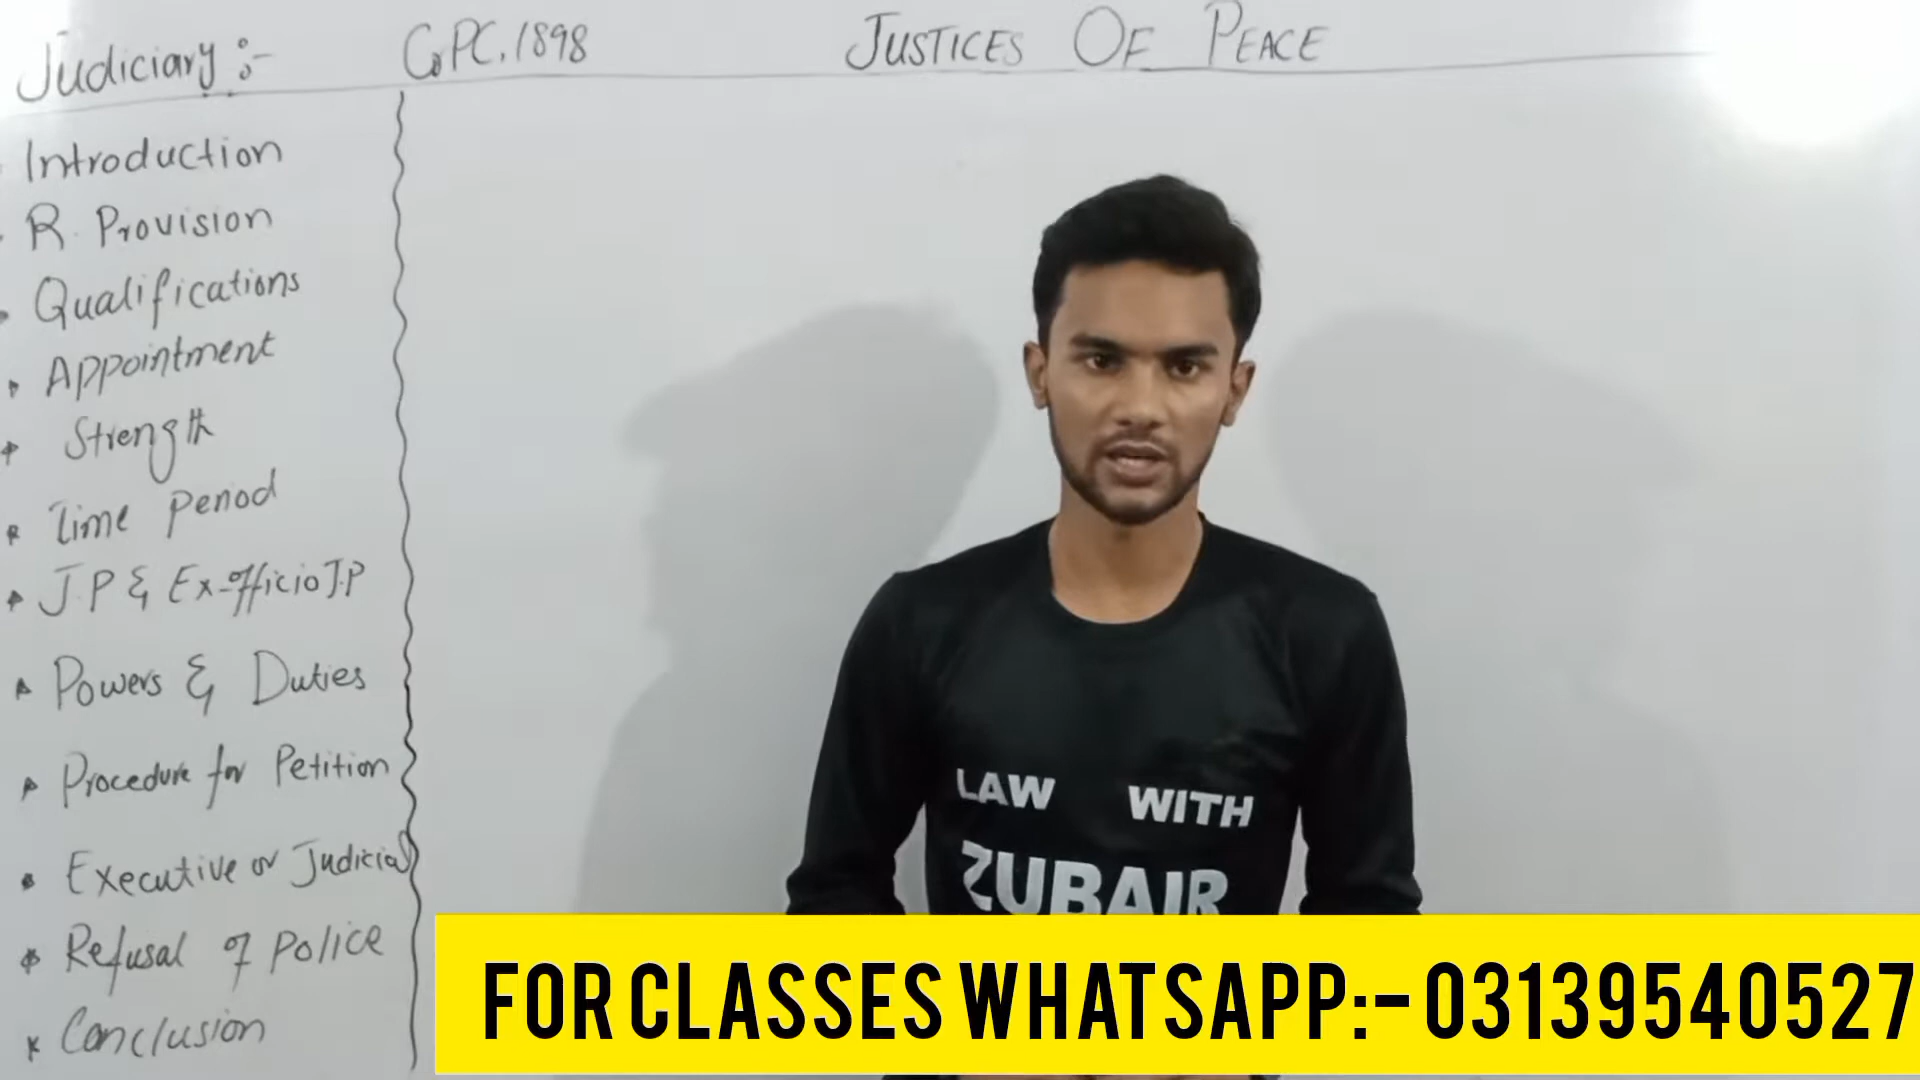 Judiciary :- CrPC, 1898 JUSTICES OF PEACE
Introduction
R. Provision
Qualifications
Appointment
Strength
Time Period
J.P & Ex-officio J.P
Powers & Duties
Procedure for Petition
Executive or Judicial
Refusal of Police
Conclusion
LAW WITH
ZUBAIR
FOR CLASSES WHATSAPP:- 03139540527